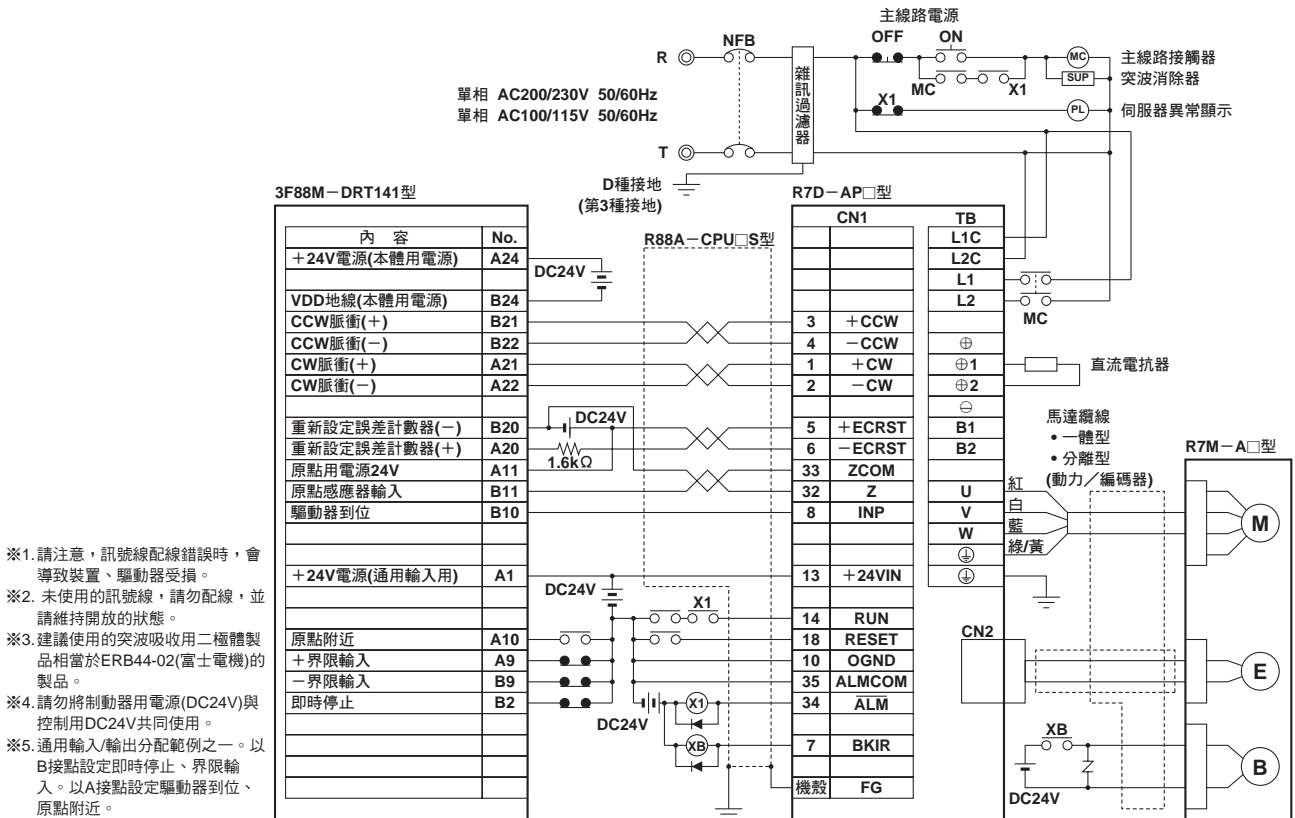 主線路電源
OFF ON
NFB
R
MC
主線路接觸器
SUP
突波消除器
MC X1
X1
PL
伺服器異常顯示
雜訊過濾器
單相 AC200/230V 50/60Hz
單相 AC100/115V 50/60Hz
T
D種接地
(第3種接地)
3F88M－DRT141型
R7D－AP□型
R88A－CPU□S型
CN1 TB
內 容 No.
L1C
＋24V電源(本體用電源) A24
L2C
DC24V
L1
VDD地線(本體用電源) B24
L2
MC
CCW脈衝(＋) B21
3 ＋CCW
CCW脈衝(－) B22
4 －CCW ⊕
CW脈衝(＋) A21
1 ＋CW ⊕1
直流電抗器
CW脈衝(－) A22
2 －CW ⊕2
⊖
DC24V
重新設定誤差計數器(－) B20
5 ＋ECRST B1
重新設定誤差計數器(＋) A20
1.6kΩ
6 －ECRST B2
原點用電源24V A11
33 ZCOM
原點感應器輸入 B11
32 Z U
驅動器到位 B10
8 INP V
W
馬達纜線
• 一體型
• 分離型
(動力／編碼器)
R7M－A□型
紅
白
藍
綠/黃
M
＋24V電源(通用輸入用) A1
DC24V
13 ＋24VIN
X1
14 RUN
原點附近 A10
18 RESET
CN2
＋界限輸入 A9
10 OGND
E
－界限輸入 B9
35 ALMCOM
即時停止 B2
DC24V
X1
34 ALM
XB
XB
7 BKIR
B
DC24V
機殼 FG
※1.請注意，訊號線配線錯誤時，會
導致裝置、驅動器受損。
※2. 未使用的訊號線，請勿配線，並
請維持開放的狀態。
※3.建議使用的突波吸收用二極體製
品相當於ERB44-02(富士電機)的
製品。
※4.請勿將制動器用電源(DC24V)與
控制用DC24V共同使用。
※5.通用輸入/輸出分配範例之一。以
B接點設定即時停止、界限輸
入。以A接點設定驅動器到位、
原點附近。